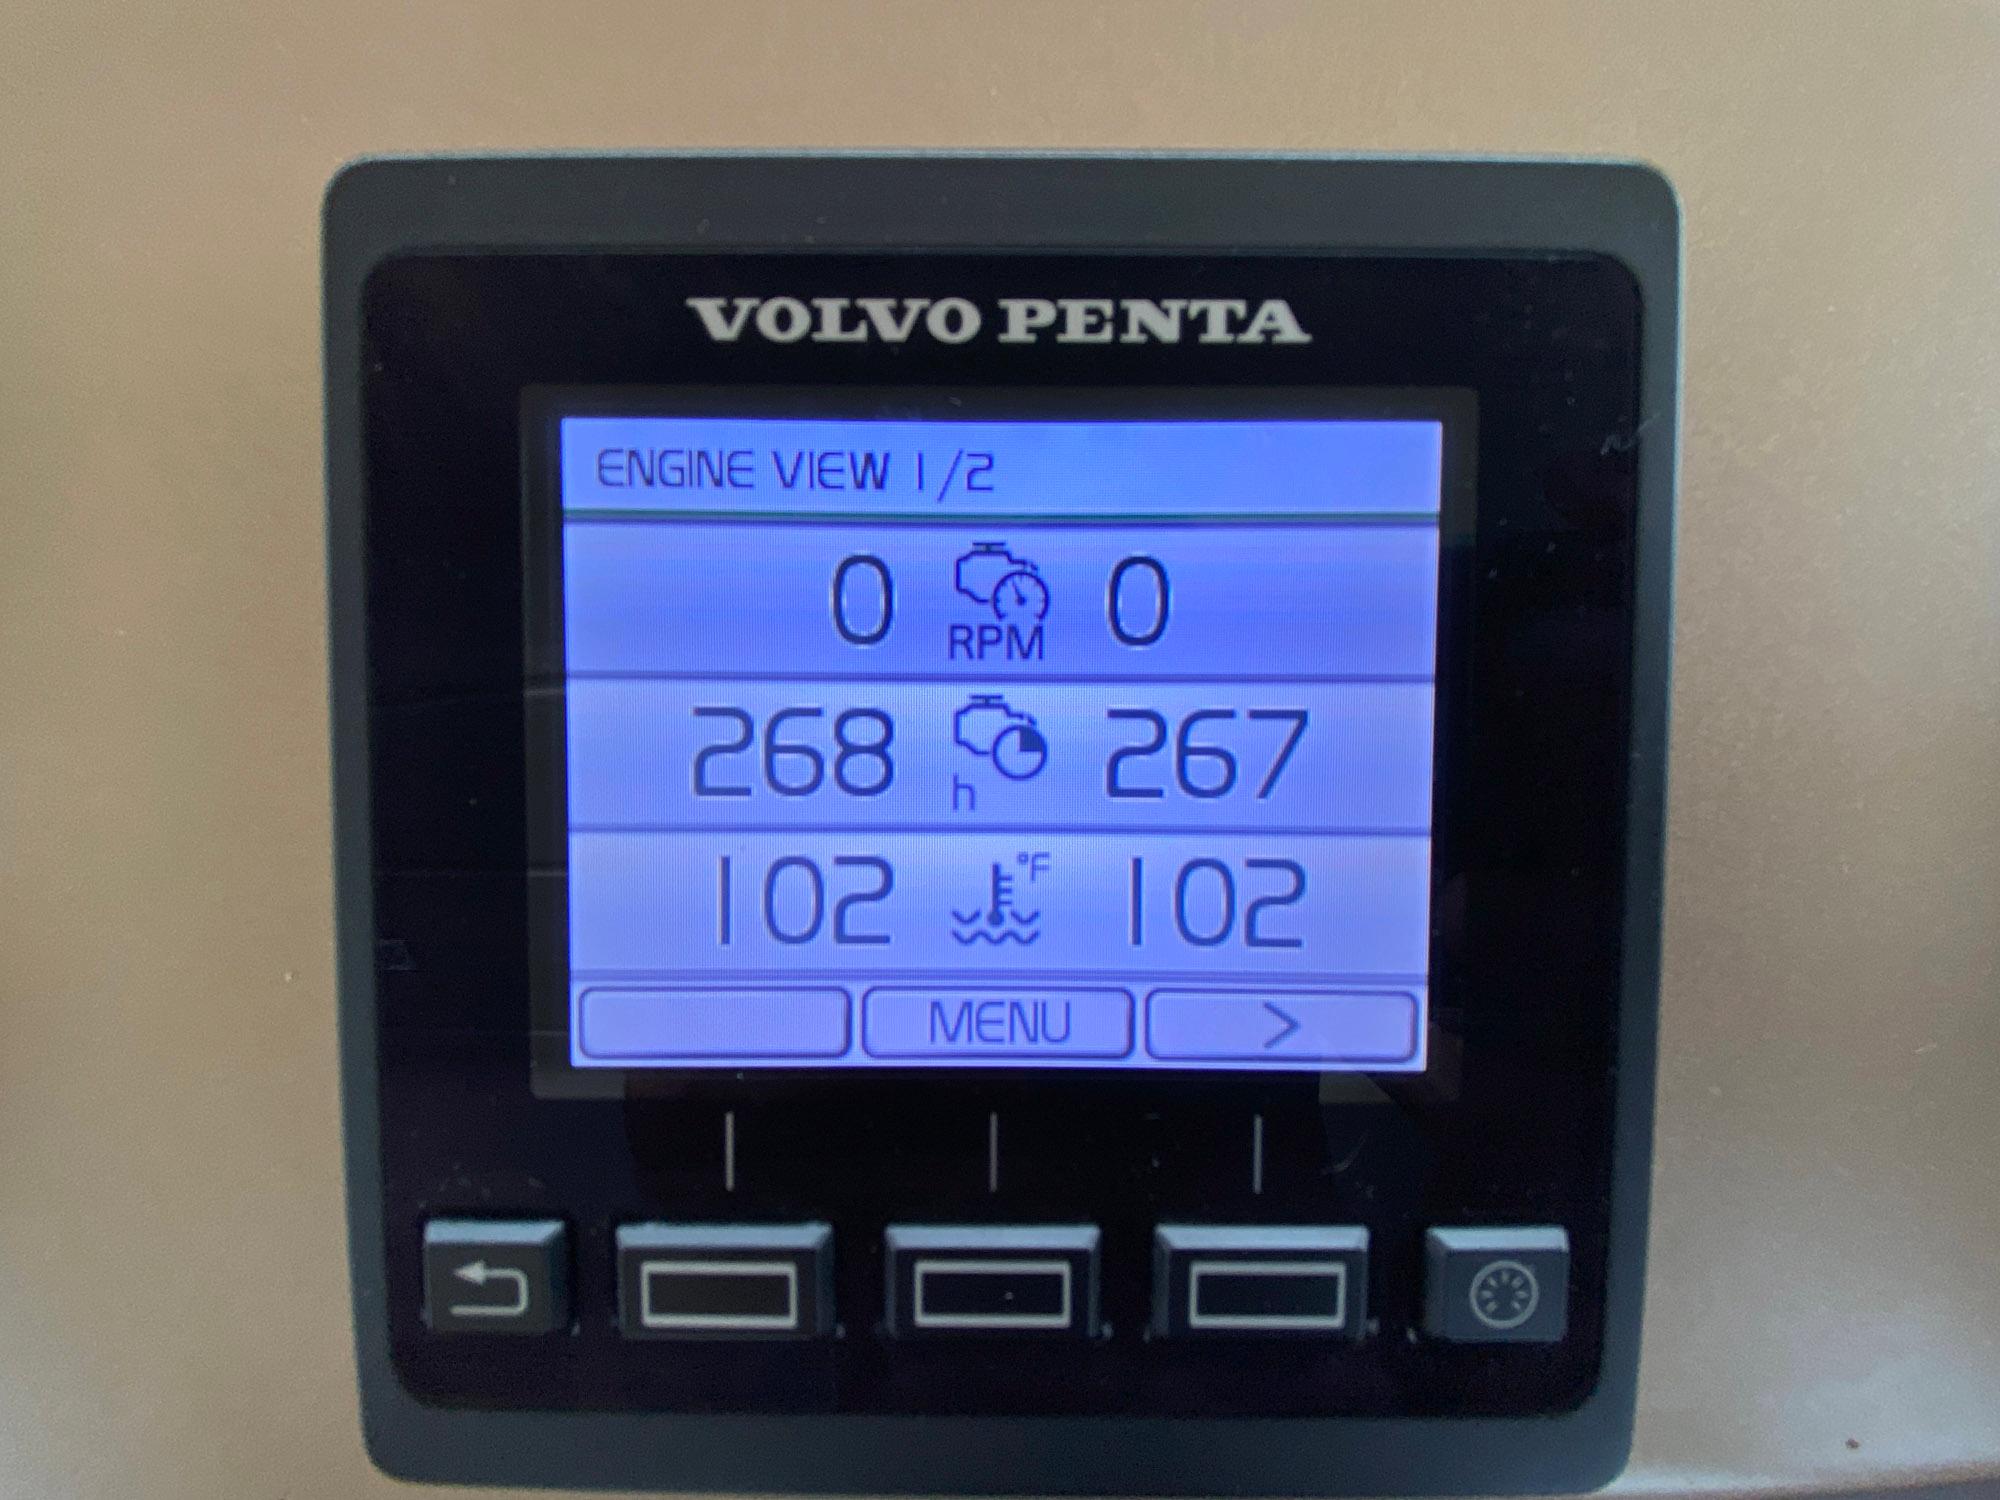 VOLVO PENTA
ENGINE VIEW 1/2
0 RPM 0
268 h 267
102 °F 102
MENU >